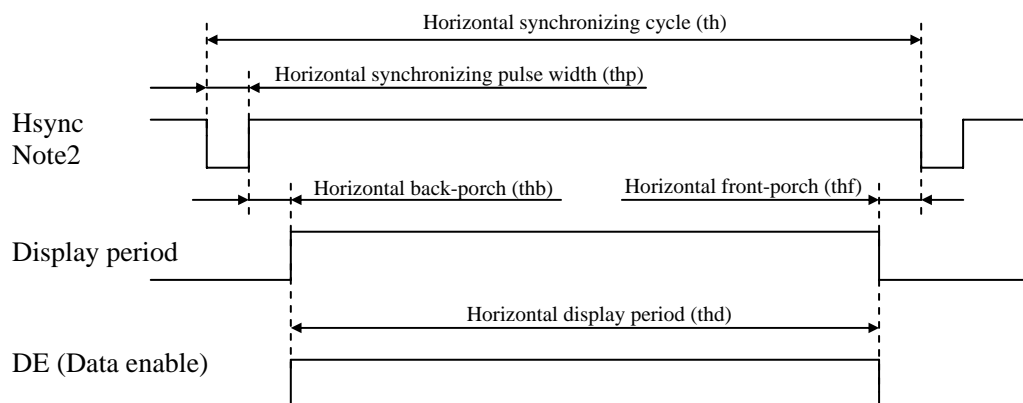 Horizontal synchronizing cycle (th)
Horizontal synchronizing pulse width (thp)
Hsync
Note2
Horizontal back-porch (thb)
Horizontal front-porch (thf)
Display period
Horizontal display period (thd)
DE (Data enable)